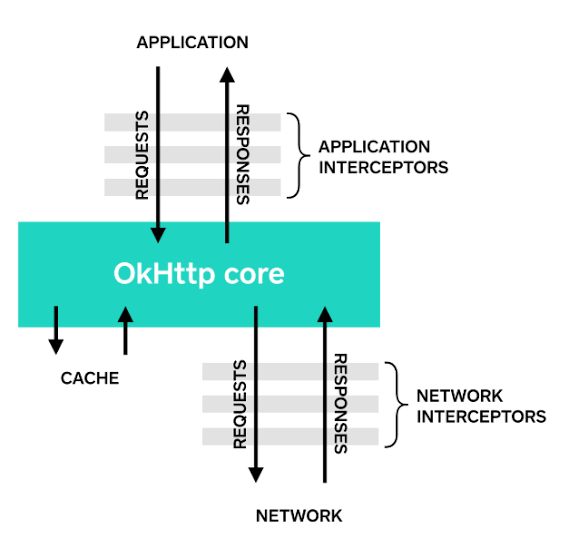 APPLICATION
REQUESTS
RESPONSES
APPLICATION
INTERCEPTORS
OkHttp core
CACHE
REQUESTS
RESPONSES
NETWORK
INTERCEPTORS
NETWORK